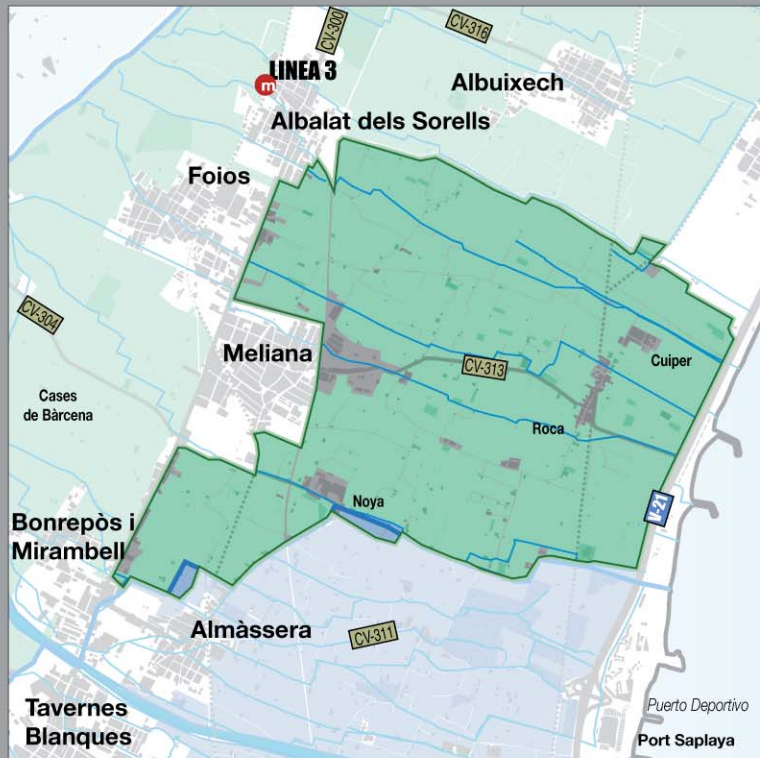 CV-300
CV-316
m LINEA 3
Albuixech
Albalat dels Sorells
Foios
CV-304
Meliana
CV-313
Cuiper
Cases
de Bàrcena
Roca
Noya
V-21
Bonrepòs i
Mirambell
Almàssera
CV-311
Tavernes
Blanques
Puerto Deportivo
Port Saplaya